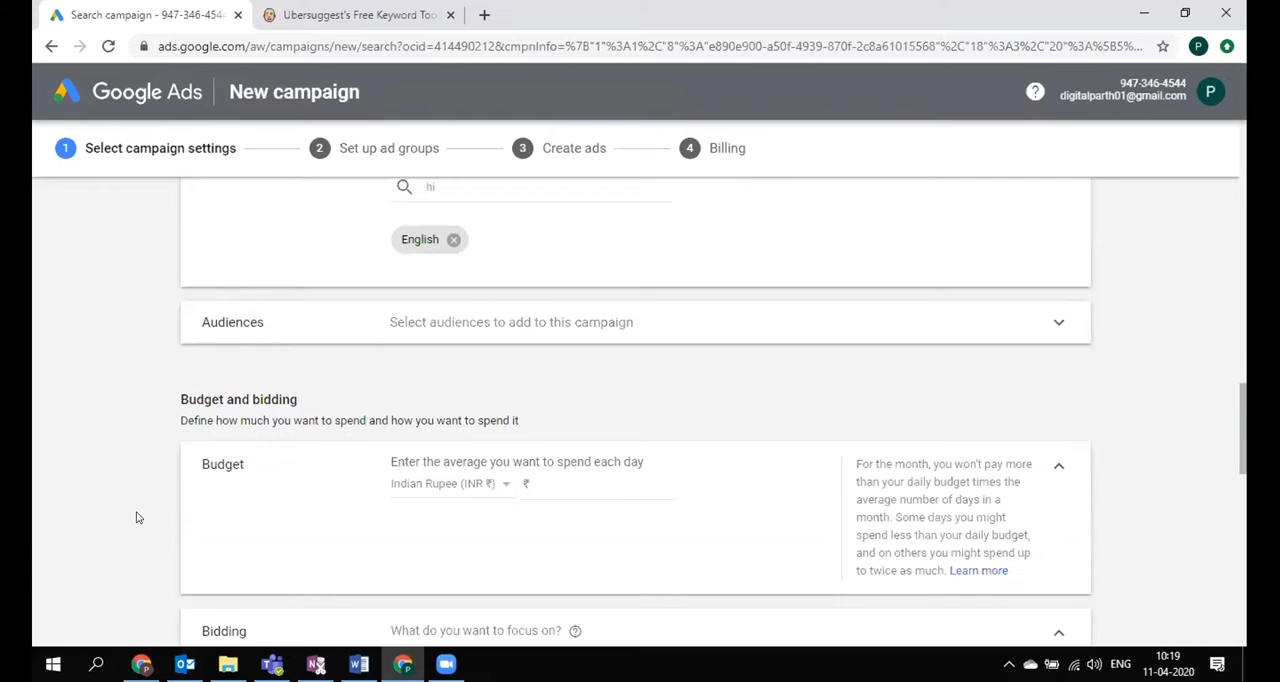 Search campaign - 947-346-454
Ubersuggest's Free Keyword Too
ads.google.com/aw/campaigns/new/search?ocid=414490212&cmpnInfo=%7B"1"%3A1%2C"8"%3A"e890e900-a50f-4939-870f-2c8a61015568"%2C"18"%3A3%2C"20"%3A%5B5%...
P
Google Ads
New campaign
?
947-346-4544
digitalparth01@gmail.com
P
1 Select campaign settings
2 Set up ad groups
3 Create ads
4 Billing
hi
English
Audiences
Select audiences to add to this campaign
Budget and bidding
Define how much you want to spend and how you want to spend it
Budget
Enter the average you want to spend each day
Indian Rupee (INR ₹)
₹
For the month, you won't pay more
than your daily budget times the
average number of days in a
month. Some days you might
spend less than your daily budget,
and on others you might spend up
to twice as much. Learn more
Bidding
What do you want to focus on?
ENG
10:19
11-04-2020